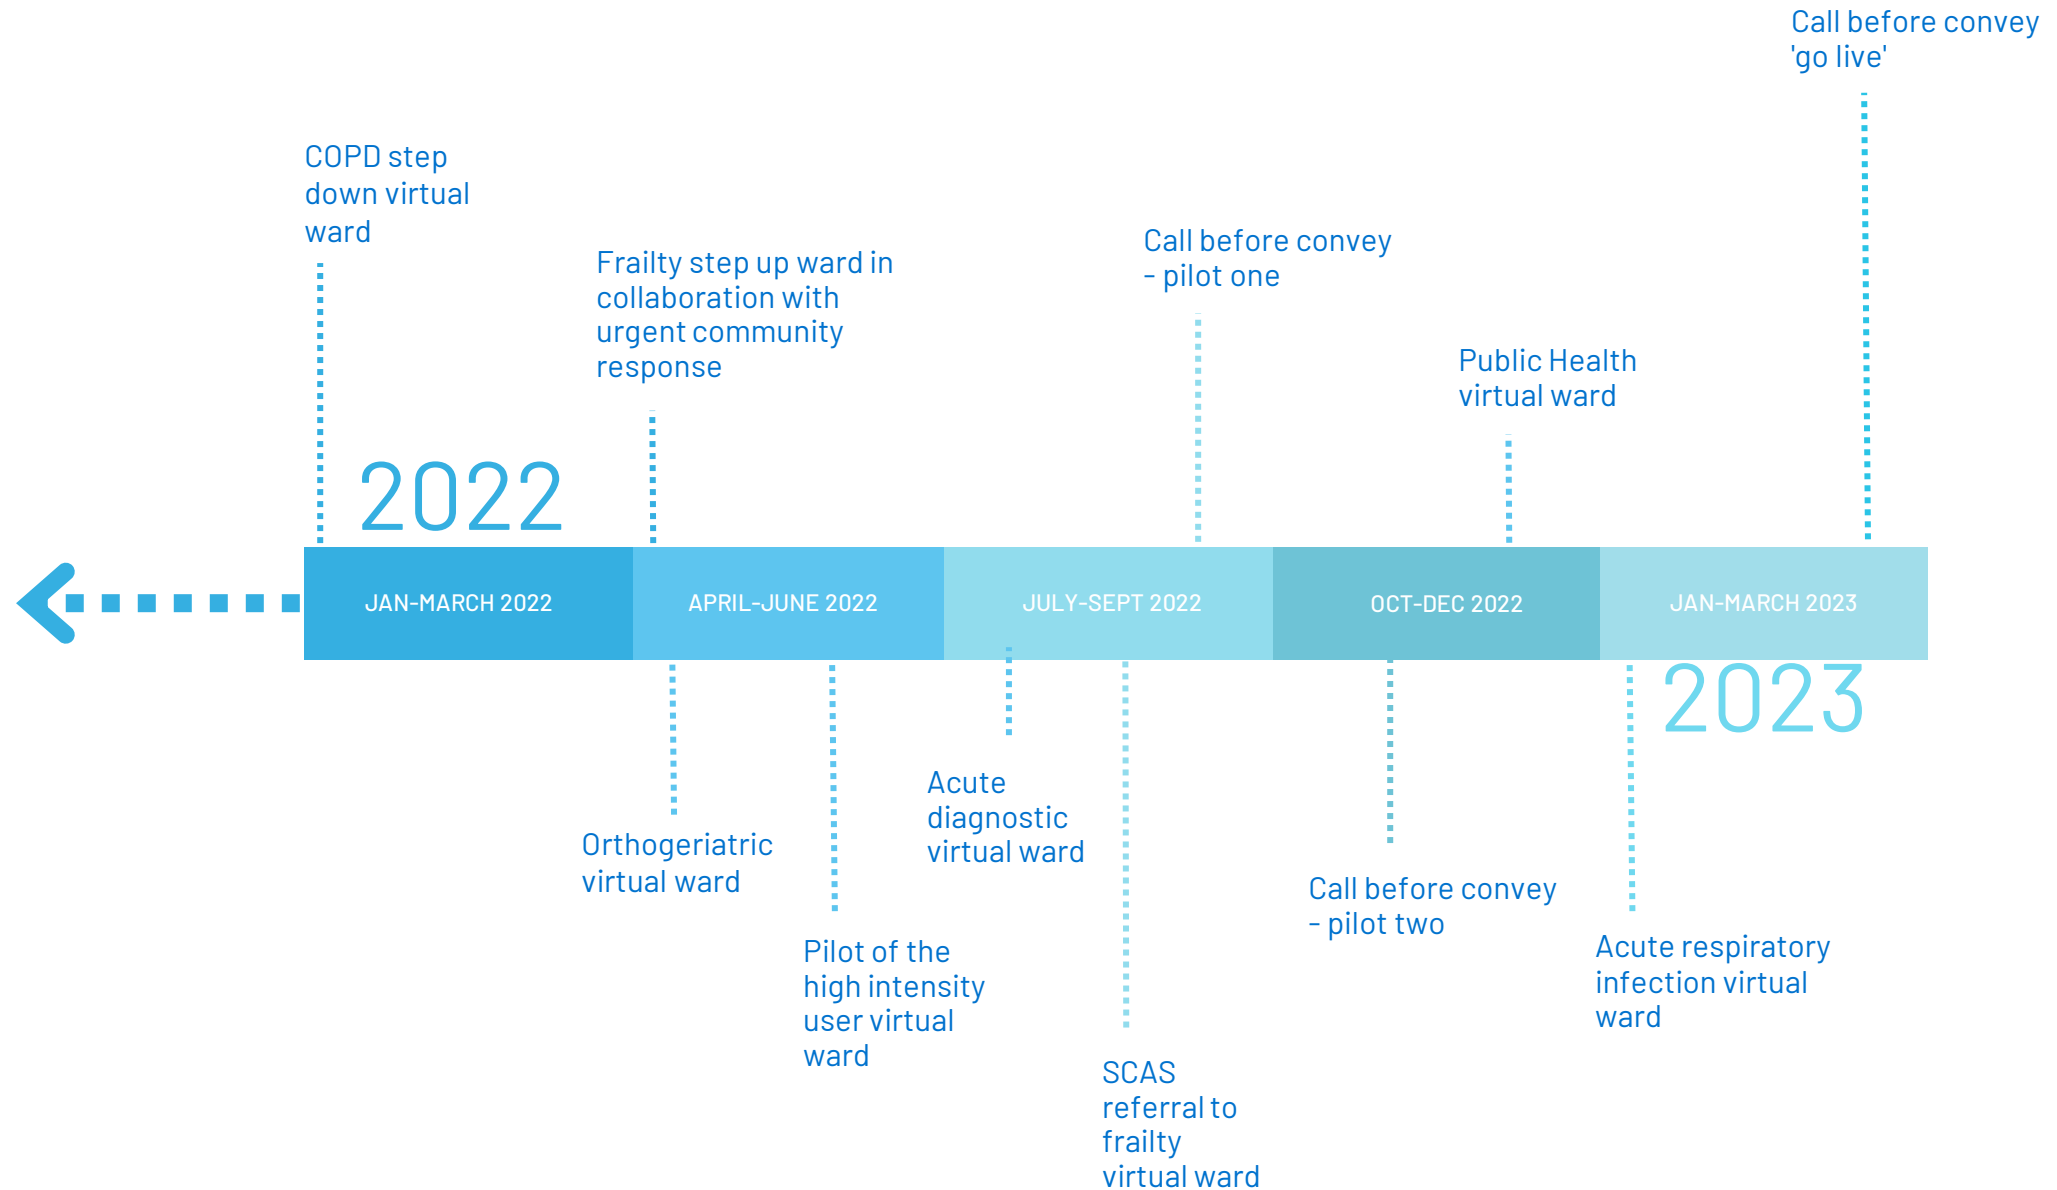 Call before convey
'go live'
COPD step
down virtual
ward
Frailty step up ward in
collaboration with
urgent community
response
Call before convey
- pilot one
Public Health
virtual ward
2022
JAN-MARCH 2022
APRIL-JUNE 2022
JULY-SEPT 2022
OCT-DEC 2022
JAN-MARCH 2023
2023
Orthogeriatric
virtual ward
Pilot of the
high intensity
user virtual
ward
Acute
diagnostic
virtual ward
SCAS
referral to
frailty
virtual ward
Call before convey
- pilot two
Acute respiratory
infection virtual
ward